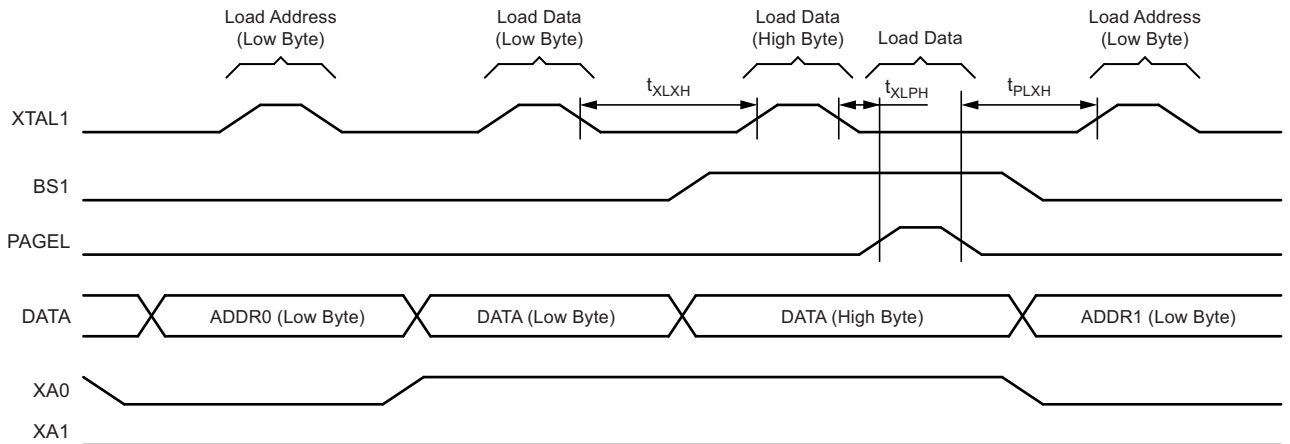 Load Address
(Low Byte)
Load Data
(Low Byte)
Load Data
(High Byte)
Load Data
Load Address
(Low Byte)
tXLXH
tXLPH
tPLXH
XTAL1
BS1
PAGEL
DATA
ADDR0 (Low Byte)
DATA (Low Byte)
DATA (High Byte)
ADDR1 (Low Byte)
XA0
XA1